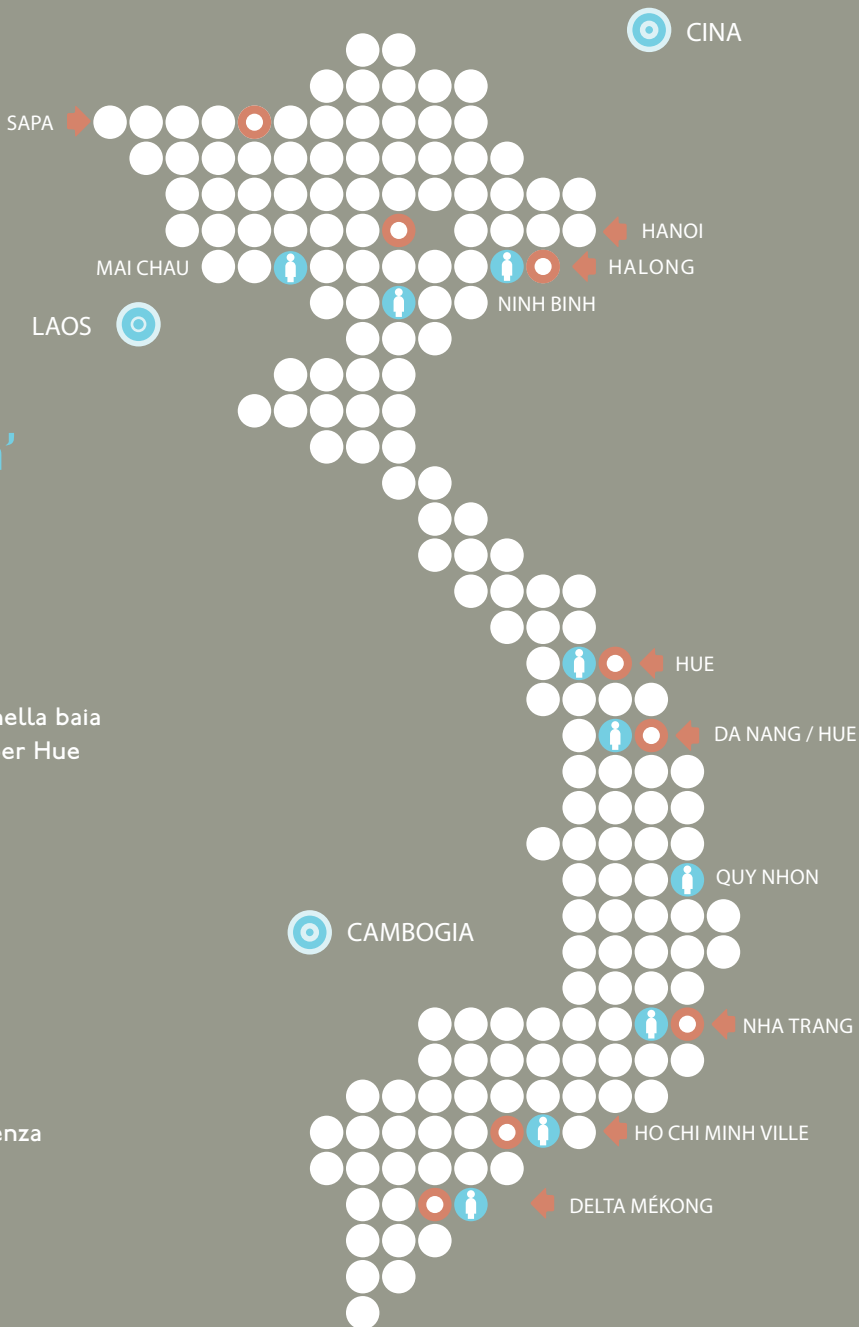 CINA
SAPA
HANOI
MAI CHAU
HALONG
NINH BINH
LAOS
HUE
nella baia
DA NANG / HUE
er Hue
QUY NHON
CAMBOGIA
NHA TRANG
enza
HO CHI MINH VILLE
DELTA MÉKONG